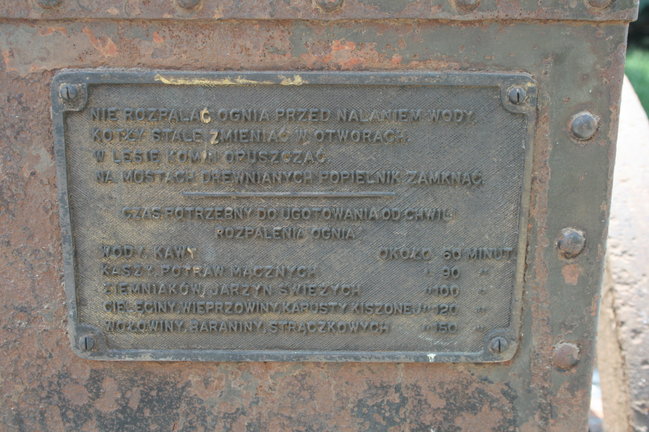 NIE ROZPALAĆ OGNIA PRZED NALANIEM WODY.
KOTŁY STALE ZMIENIAĆ W OTWORACH.
W LESIE KOMIN OPUSZCZAĆ.
NA MOSTACH DREWNIANYCH POPIELNIK ZAMKNĄĆ.
CZAS POTRZEBNY DO UGOTOWANIA OD CHWILI
ROZPALENIA OGNIA
WODY, KAWY OKOŁO 60 MINUT
KASZY, POTRAW MĄCZNYCH " 90 "
ZIEMNIAKÓW, JARZYN ŚWIEŻYCH " 100 "
CIELĘCINY, WIEPRZOWINY, KAPUSTY KISZONEJ " 120 "
WOŁOWINY, BARANINY, STRĄCZKOWYCH " 150 "